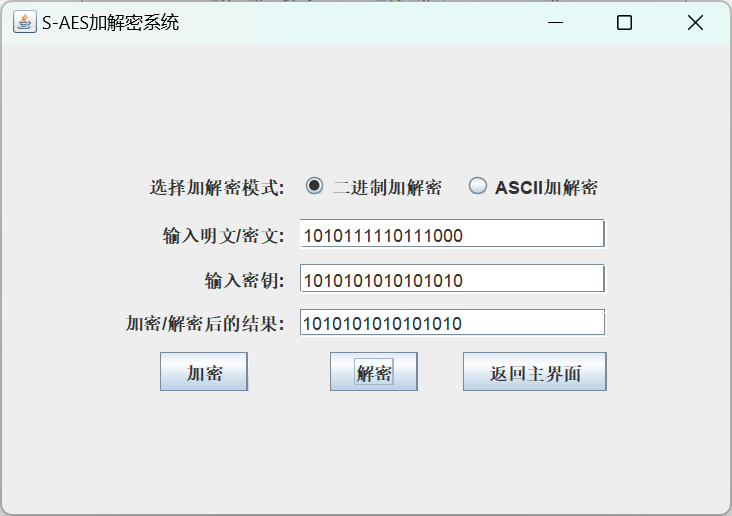 S-AES加解密系统
选择加解密模式: 二进制加解密 ASCII加解密
输入明文/密文: 1010111110111000
输入密钥: 1010101010101010
加密/解密后的结果: 1010101010101010
加密 解密 返回主界面